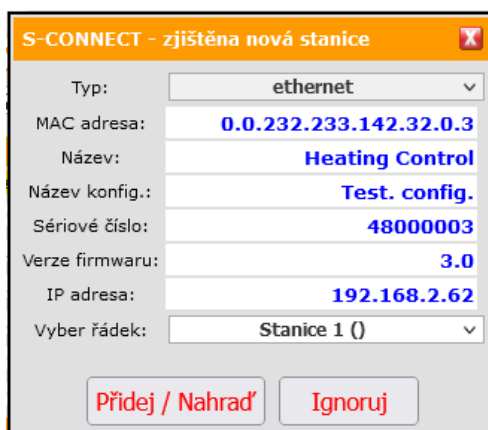 S-CONNECT - zjištěna nová stanice
Typ: ethernet
MAC adresa: 0.0.232.233.142.32.0.3
Název: Heating Control
Název konfig.: Test. config.
Sériové číslo: 48000003
Verze firmwaru: 3.0
IP adresa: 192.168.2.62
Vyber řádek: Stanice 1 ()
Přidej / Nahraď Ignoruj